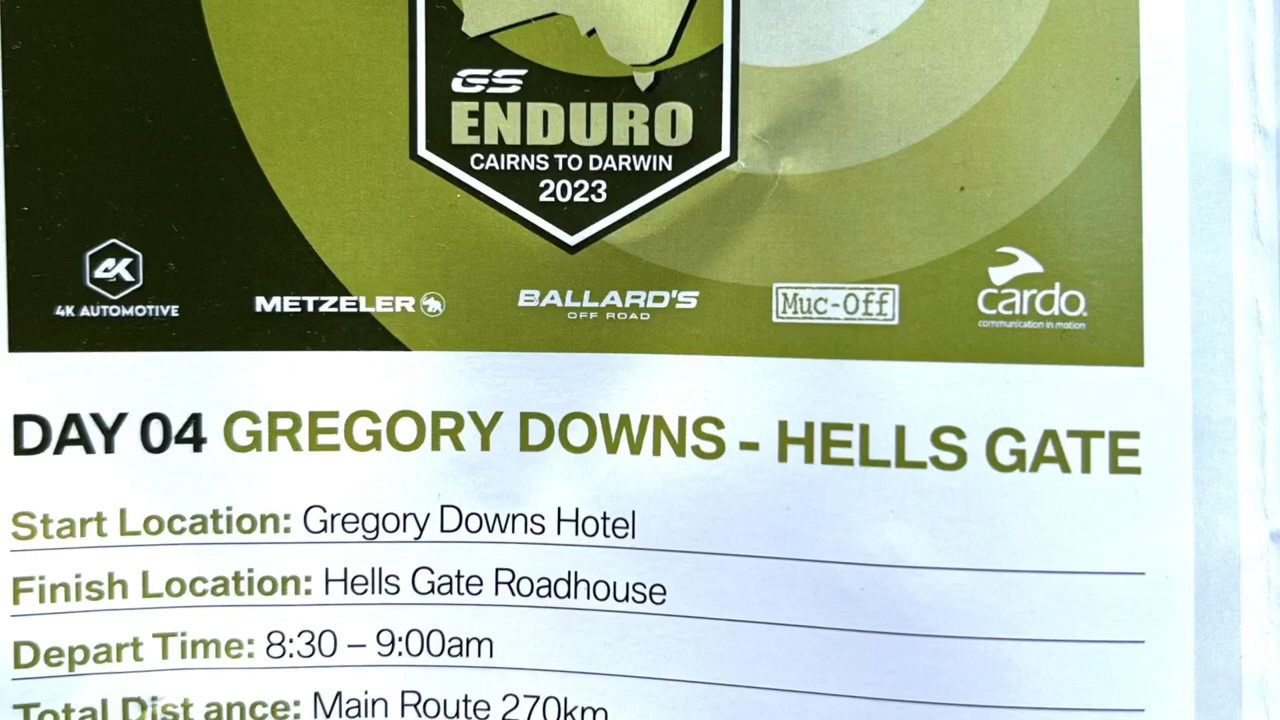 GS
ENDURO
CAIRNS TO DARWIN
2023
4K
4K AUTOMOTIVE
METZELER
BALLARD'S
OFF ROAD
Muc-Off
cardo.
communication in motion
DAY 04 GREGORY DOWNS - HELLS GATE
Start Location: Gregory Downs Hotel
Finish Location: Hells Gate Roadhouse
Depart Time: 8:30 – 9:00am
Total Dist ance: Main Route 270km